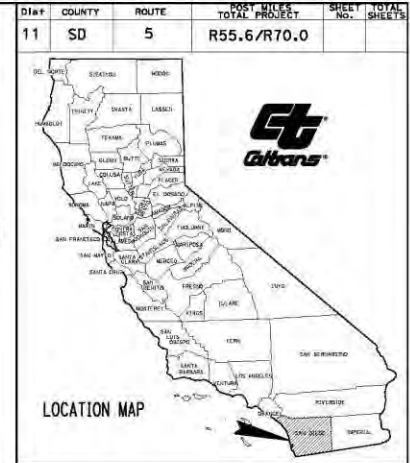 Dist COUNTY ROUTE POST MILES TOTAL PROJECT SHEET No. TOTAL SHEETS
11 SD 5 R55.6/R70.0
DEL NORTE SISKIYOU MODOC
HUMBOLDT TRINITY SHASTA LASSEN
TEHAMA PLUMAS
MENDOCINO GLENN BUTTE SIERRA
NEVADA
COLUSA PLACER
LAKE
EL DORADO
SONOMA NAPA YOLO ALPINE
SOLANO
MARIN
SAN FRANCISCO ALAMEDA TUOLUMNE MONO
SAN MATEO SANTA CLARA MARIPOSA
SANTA CRUZ MERCED
SAN BENITO FRESNO INYO
MONTEREY KINGS TULARE
SAN LUIS OBISPO KERN
SAN BERNARDINO
SANTA BARBARA
VENTURA LOS ANGELES
ORANGE RIVERSIDE
SAN DIEGO IMPERIAL
Caltrans
LOCATION MAP